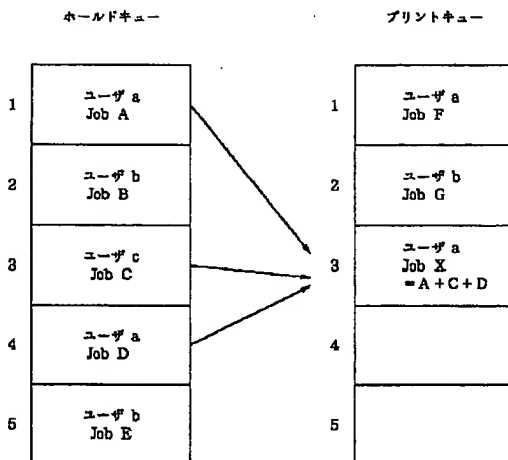 ホールドキュー
プリントキュー
1
ユーザ a
Job A
2
ユーザ b
Job B
3
ユーザ c
Job C
4
ユーザ a
Job D
5
ユーザ b
Job E
1
ユーザ a
Job F
2
ユーザ b
Job G
3
ユーザ a
Job X
=A+C+D
4
5